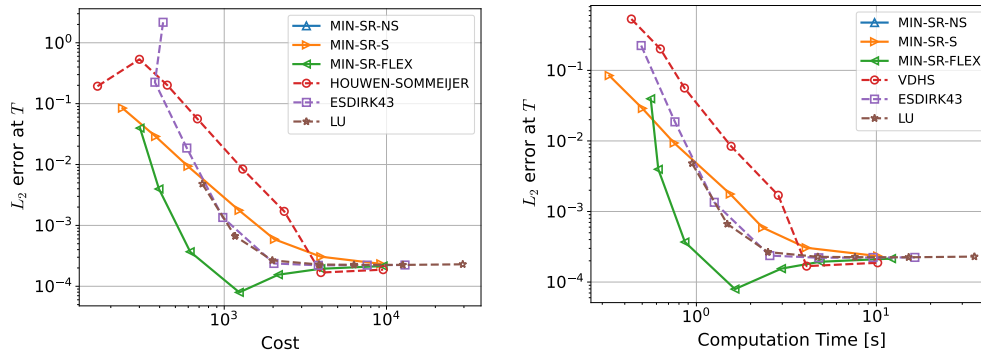 MIN-SR-NS
MIN-SR-S
MIN-SR-FLEX
HOUWEN-SOMMEIJER
ESDIRK43
LU
10⁰
10⁻¹
10⁻²
10⁻³
10⁻⁴
L₂ error at T
10³
10⁴
Cost
MIN-SR-NS
MIN-SR-S
MIN-SR-FLEX
VDHS
ESDIRK43
LU
10⁻¹
10⁻²
10⁻³
10⁻⁴
L₂ error at T
10⁰
10¹
Computation Time [s]